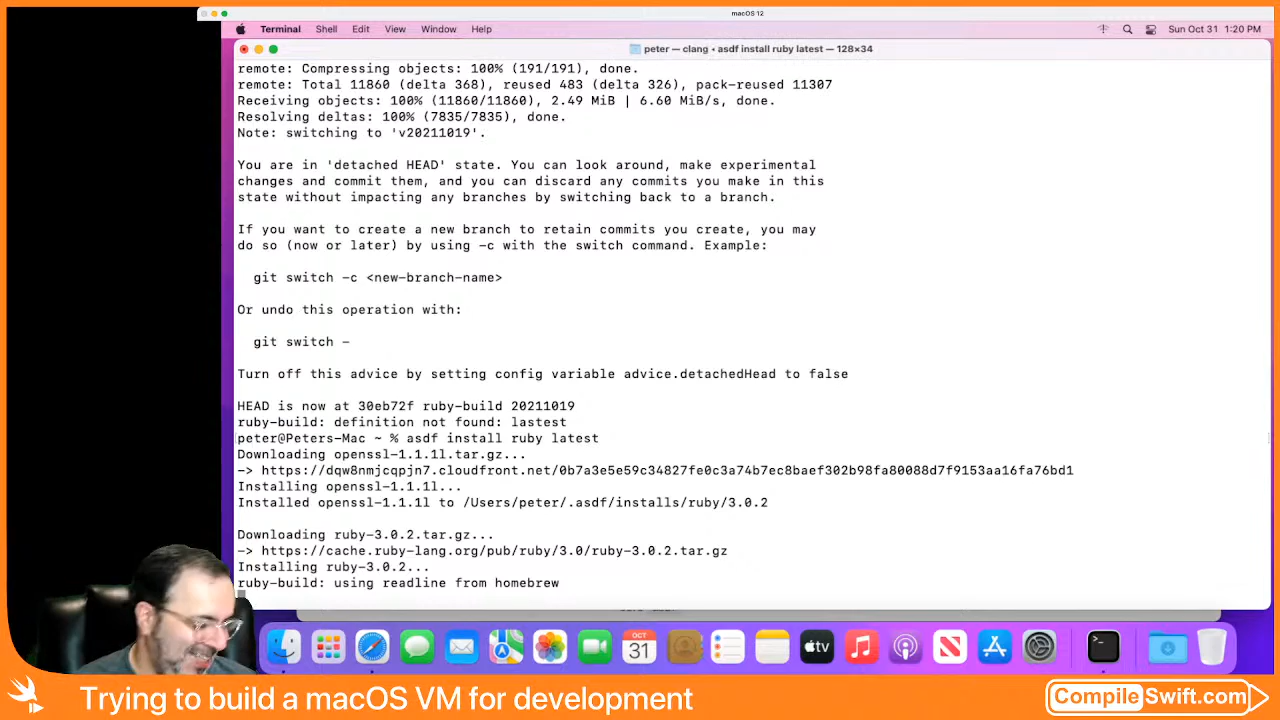 macOS 12
Terminal Shell Edit View Window Help
Sun Oct 31 1:20 PM
peter — clang ◂ asdf install ruby latest — 128×34
remote: Compressing objects: 100% (191/191), done.
remote: Total 11860 (delta 368), reused 483 (delta 326), pack-reused 11307
Receiving objects: 100% (11860/11860), 2.49 MiB | 6.60 MiB/s, done.
Resolving deltas: 100% (7835/7835), done.
Note: switching to 'v20211019'.
You are in 'detached HEAD' state. You can look around, make experimental
changes and commit them, and you can discard any commits you make in this
state without impacting any branches by switching back to a branch.
If you want to create a new branch to retain commits you create, you may
do so (now or later) by using -c with the switch command. Example:
git switch -c <new-branch-name>
Or undo this operation with:
git switch -
Turn off this advice by setting config variable advice.detachedHead to false
HEAD is now at 30eb72f ruby-build 20211019
ruby-build: definition not found: lastest
peter@Peters-Mac ~ % asdf install ruby latest
Downloading openssl-1.1.1l.tar.gz...
-> https://dqw8nmjcqpjn7.cloudfront.net/0b7a3e5e59c34827fe0c3a74b7ec8baef302b98fa80088d7f9153aa16fa76bd1
Installing openssl-1.1.1l...
Installed openssl-1.1.1l to /Users/peter/.asdf/installs/ruby/3.0.2
Downloading ruby-3.0.2.tar.gz...
-> https://cache.ruby-lang.org/pub/ruby/3.0/ruby-3.0.2.tar.gz
Installing ruby-3.0.2...
ruby-build: using readline from homebrew
OCT
31
tv
Trying to build a macOS VM for development
CompileSwift.com